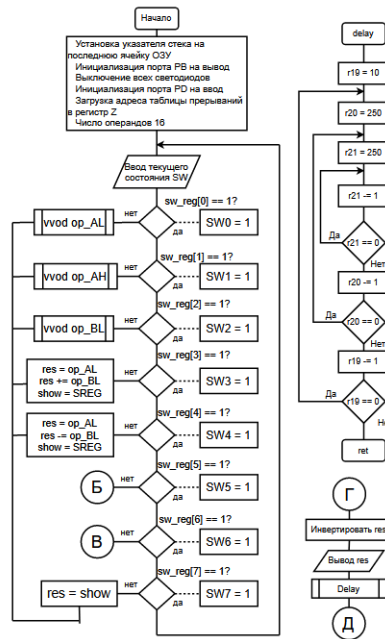 Начало
Установка указателя стека на
последнюю ячейку ОЗУ
Инициализация порта PB на вывод
Выключение всех светодиодов
Инициализация порта PD на ввод
Загрузка адреса таблицы прерываний
в регистр Z
Число операндов 16
Ввод текущего
состояния SW
sw_reg[0] == 1?
vvod op_AL
нет
да
SW0 = 1
sw_reg[1] == 1?
vvod op_AH
нет
да
SW1 = 1
sw_reg[2] == 1?
vvod op_BL
нет
да
SW2 = 1
sw_reg[3] == 1?
res = op_AL
res += op_BL
show = SREG
нет
да
SW3 = 1
sw_reg[4] == 1?
res = op_AL
res -= op_BL
show = SREG
нет
да
SW4 = 1
sw_reg[5] == 1?
Б
нет
да
SW5 = 1
sw_reg[6] == 1?
В
нет
да
SW6 = 1
sw_reg[7] == 1?
res = show
нет
да
SW7 = 1
delay
r19 = 10
r20 = 250
r21 = 250
r21 -= 1
Да
r21 == 0
Нет
r20 -= 1
Да
r20 == 0
Нет
r19 -= 1
Да
r19 == 0
Не
ret
Г
Инвертировать res
Вывод res
Delay
Д